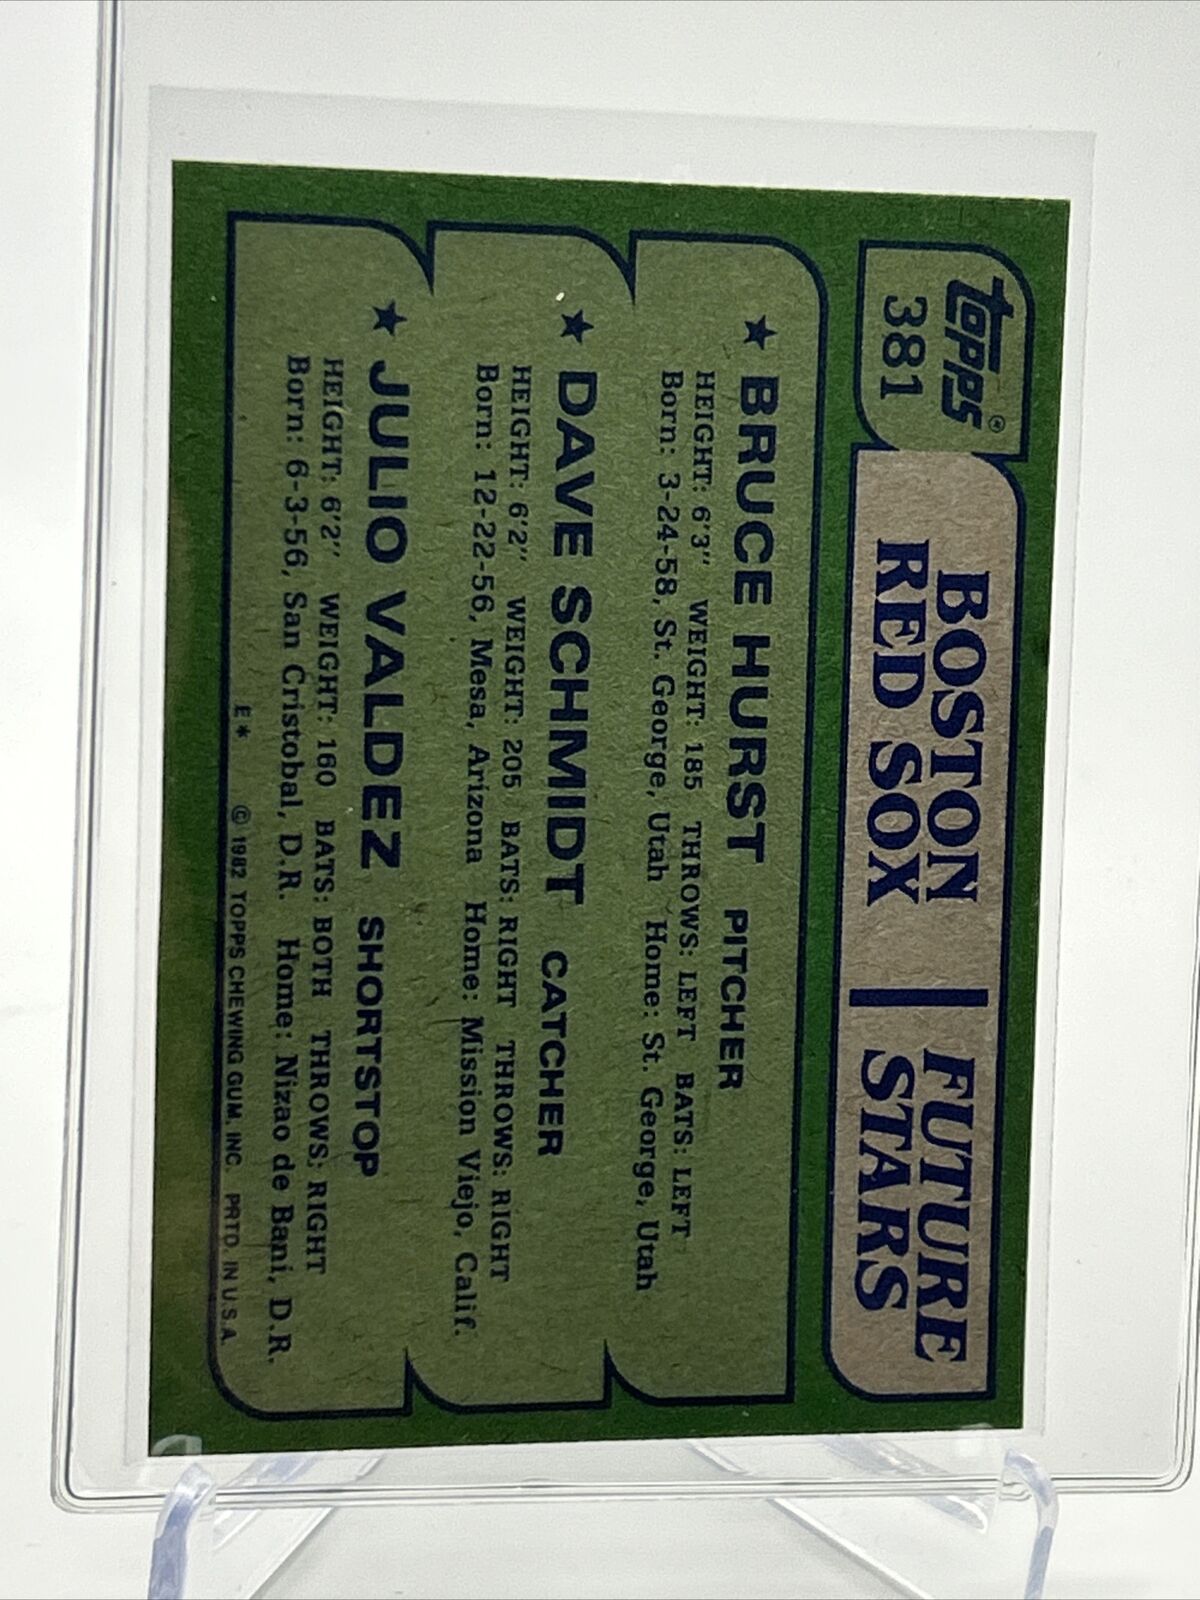 topps®
381
BOSTON
RED SOX
FUTURE
STARS
★ BRUCE HURST PITCHER
HEIGHT: 6'3" WEIGHT: 185 THROWS: LEFT BATS: LEFT
Born: 3-24-58, St. George, Utah Home: St. George, Utah
★ DAVE SCHMIDT CATCHER
HEIGHT: 6'2" WEIGHT: 205 BATS: RIGHT THROWS: RIGHT
Born: 12-22-56, Mesa, Arizona Home: Mission Viejo, Calif.
★ JULIO VALDEZ SHORTSTOP
HEIGHT: 6'2" WEIGHT: 160 BATS: BOTH THROWS: RIGHT
Born: 6-3-56, San Cristobal, D.R. Home: Nizao de Bani, D.R.
E* © 1982 TOPPS CHEWING GUM, INC. PRTD. IN U.S.A.